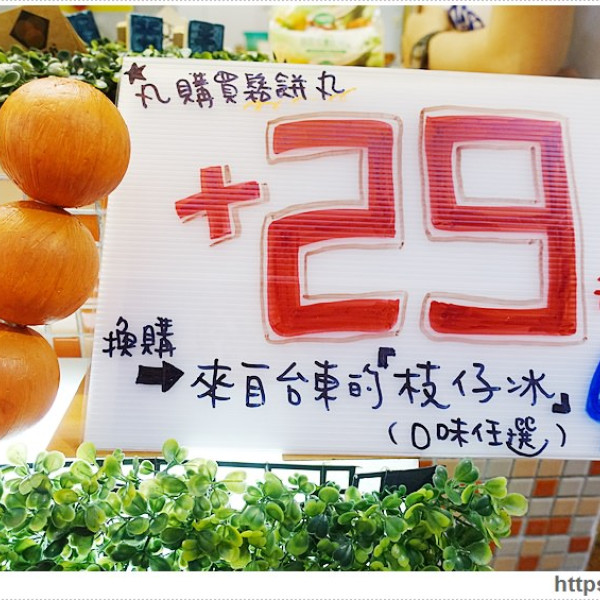 ★凡購買鬆餅丸
+29
換購
➡來自台東的『枝仔冰』
(口味任選)
https